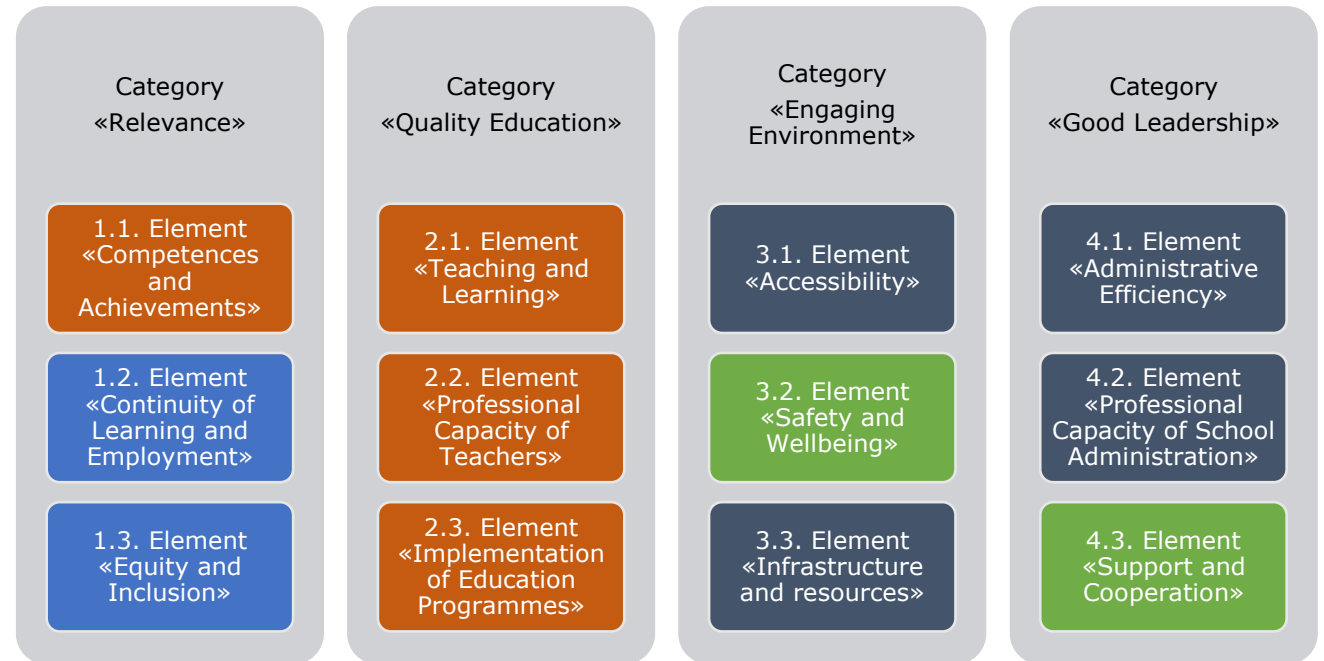 Category
«Relevance»
1.1. Element
«Competences
and
Achievements»
1.2. Element
«Continuity of
Learning and
Employment»
1.3. Element
«Equity and
Inclusion»
Category
«Quality Education»
2.1. Element
«Teaching and
Learning»
2.2. Element
«Professional
Capacity of
Teachers»
2.3. Element
«Implementation
of Education
Programmes»
Category
«Engaging
Environment»
3.1. Element
«Accessibility»
3.2. Element
«Safety and
Wellbeing»
3.3. Element
«Infrastructure
and resources»
Category
«Good Leadership»
4.1. Element
«Administrative
Efficiency»
4.2. Element
«Professional
Capacity of School
Administration»
4.3. Element
«Support and
Cooperation»